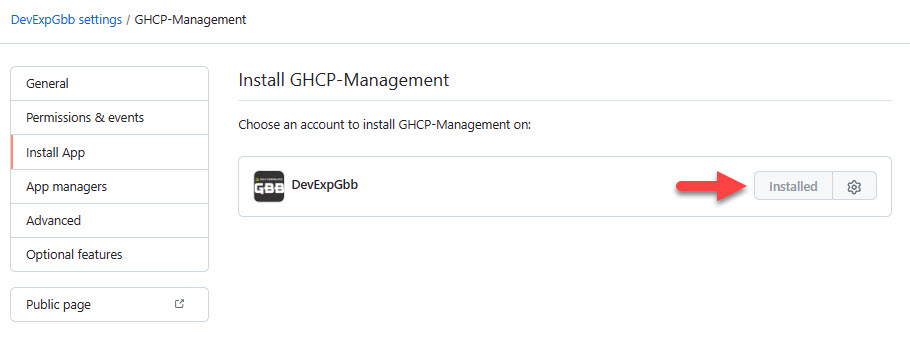 DevExpGbb settings / GHCP-Management
General
Permissions & events
Install App
App managers
Advanced
Optional features
Public page
Install GHCP-Management
Choose an account to install GHCP-Management on:
GBB
DevExpGbb
Installed